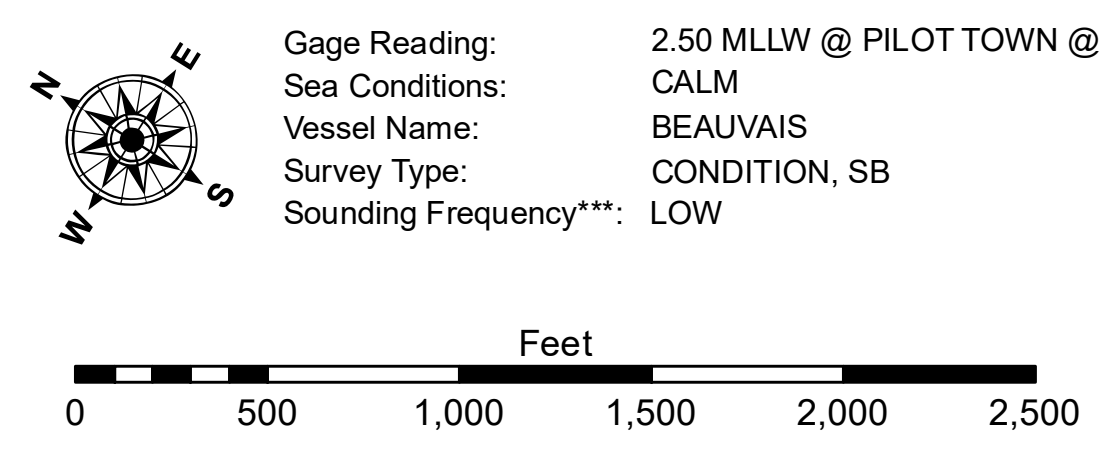 N
E
S
W
Gage Reading: 2.50 MLLW @ PILOT TOWN @
Sea Conditions: CALM
Vessel Name: BEAUVAIS
Survey Type: CONDITION, SB
Sounding Frequency***: LOW
Feet
0 500 1,000 1,500 2,000 2,500